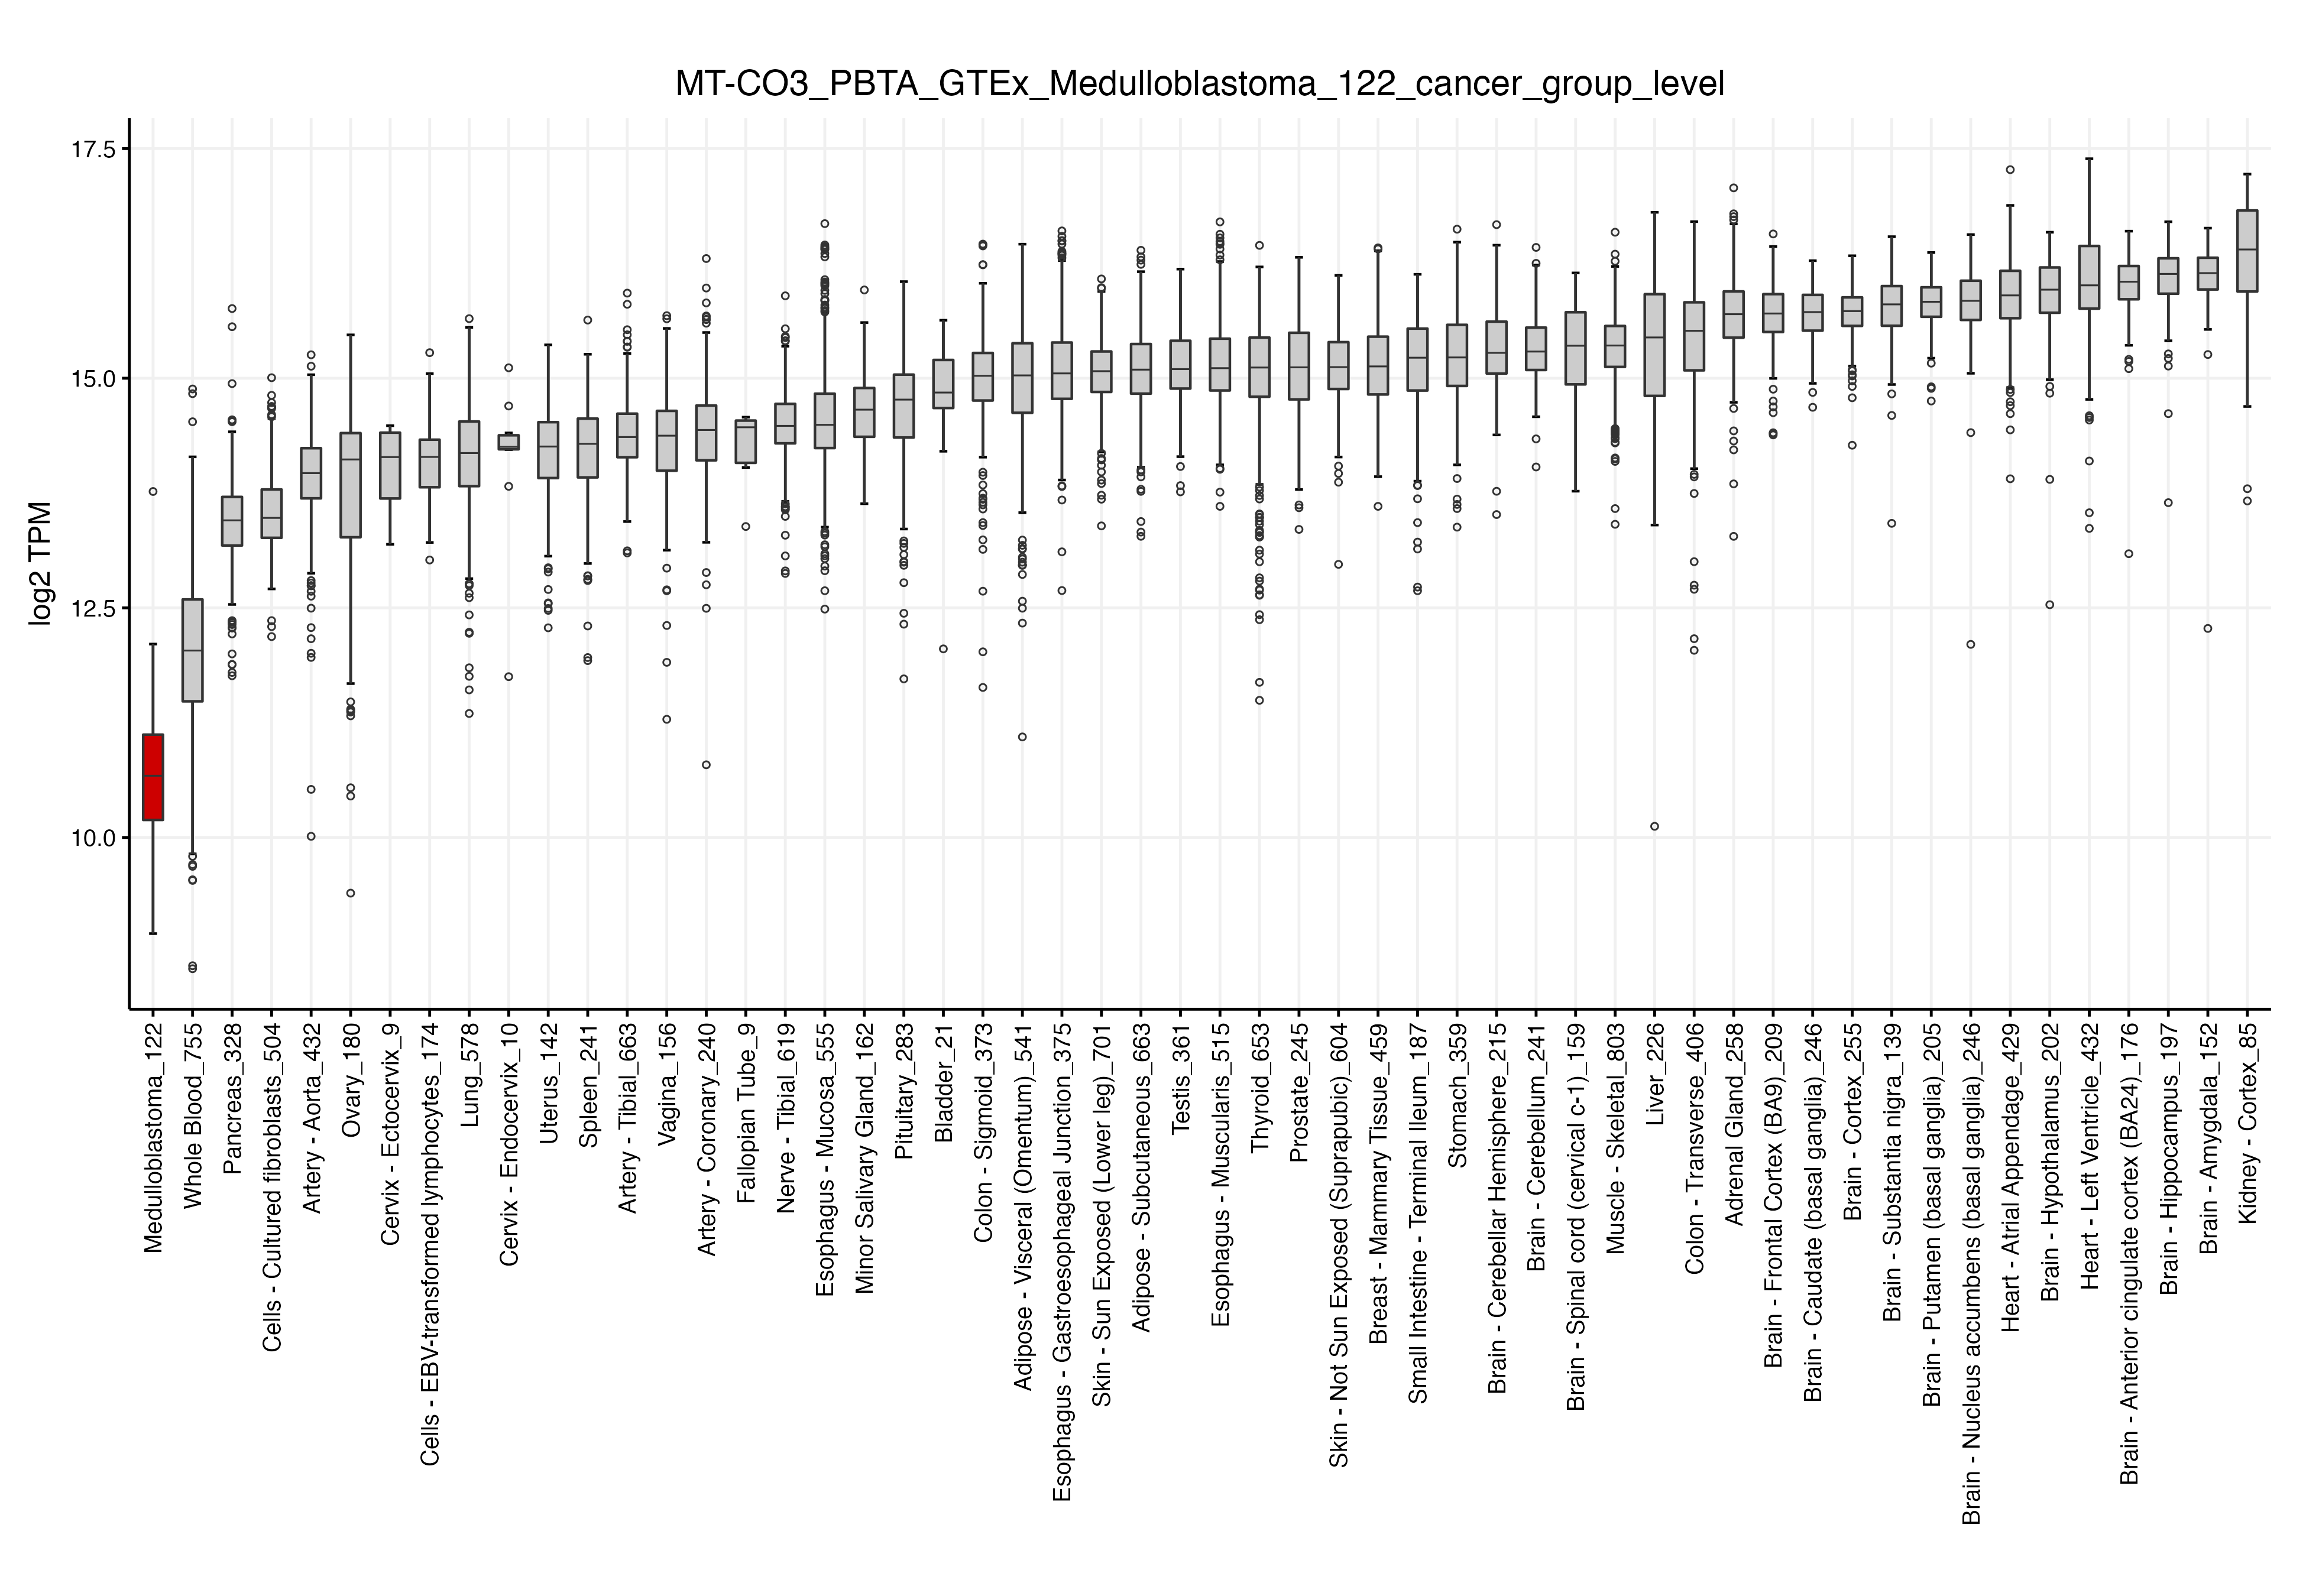 MT-CO3_PBTA_GTEx_Medulloblastoma_122_cancer_group_level
log2 TPM
17.5
15.0
12.5
10.0
Medulloblastoma_122
Whole Blood_755
Pancreas_328
Cells - Cultured fibroblasts_504
Artery - Aorta_432
Ovary_180
Cervix - Ectocervix_9
Cells - EBV-transformed lymphocytes_174
Lung_578
Cervix - Endocervix_10
Uterus_142
Spleen_241
Artery - Tibial_663
Vagina_156
Artery - Coronary_240
Fallopian Tube_9
Nerve - Tibial_619
Esophagus - Mucosa_555
Minor Salivary Gland_162
Pituitary_283
Bladder_21
Colon - Sigmoid_373
Adipose - Visceral (Omentum)_541
Esophagus - Gastroesophageal Junction_375
Skin - Sun Exposed (Lower leg)_701
Adipose - Subcutaneous_663
Testis_361
Esophagus - Muscularis_515
Thyroid_653
Prostate_245
Skin - Not Sun Exposed (Suprapubic)_604
Breast - Mammary Tissue_459
Small Intestine - Terminal Ileum_187
Stomach_359
Brain - Cerebellar Hemisphere_215
Brain - Cerebellum_241
Brain - Spinal cord (cervical c-1)_159
Muscle - Skeletal_803
Liver_226
Colon - Transverse_406
Adrenal Gland_258
Brain - Frontal Cortex (BA9)_209
Brain - Caudate (basal ganglia)_246
Brain - Cortex_255
Brain - Substantia nigra_139
Brain - Putamen (basal ganglia)_205
Brain - Nucleus accumbens (basal ganglia)_246
Heart - Atrial Appendage_429
Brain - Hypothalamus_202
Heart - Left Ventricle_432
Brain - Anterior cingulate cortex (BA24)_176
Brain - Hippocampus_197
Brain - Amygdala_152
Kidney - Cortex_85